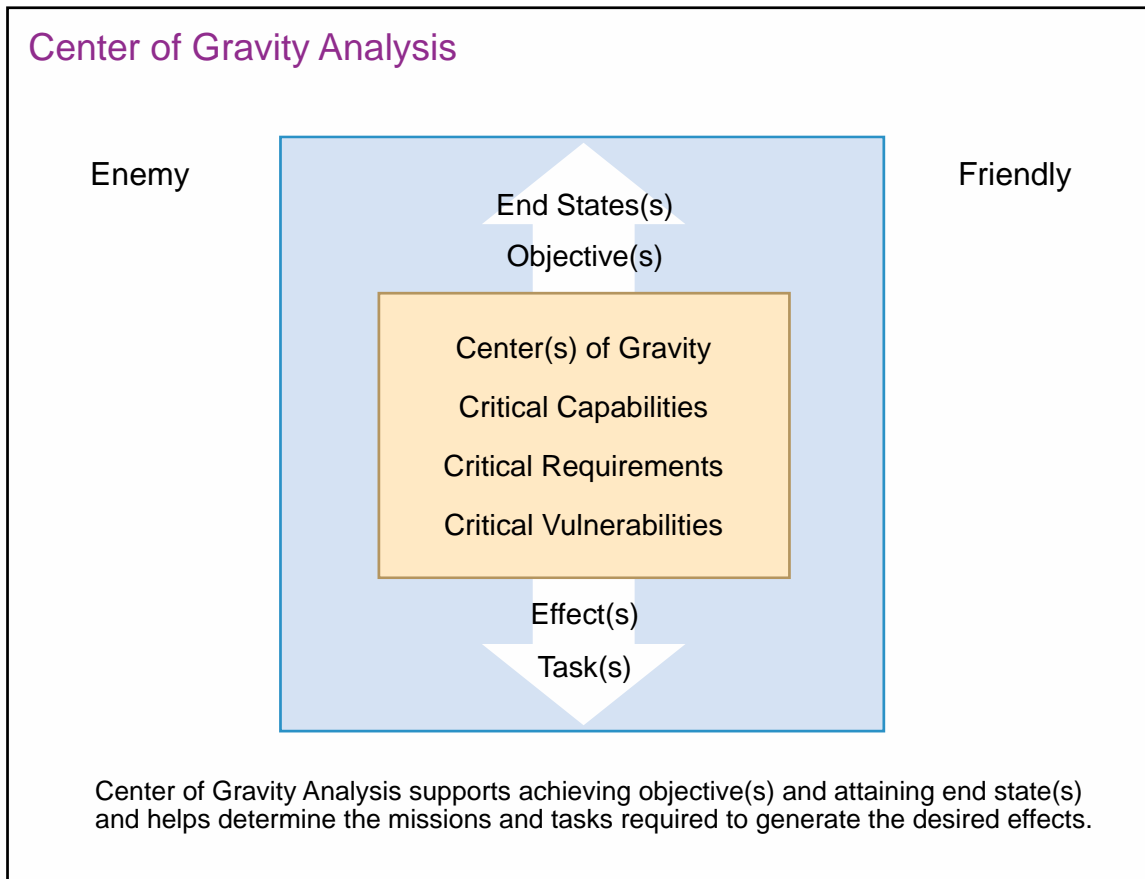 Center of Gravity Analysis
Enemy
Friendly
End States(s)
Objective(s)
Center(s) of Gravity
Critical Capabilities
Critical Requirements
Critical Vulnerabilities
Effect(s)
Task(s)
Center of Gravity Analysis supports achieving objective(s) and attaining end state(s)
and helps determine the missions and tasks required to generate the desired effects.